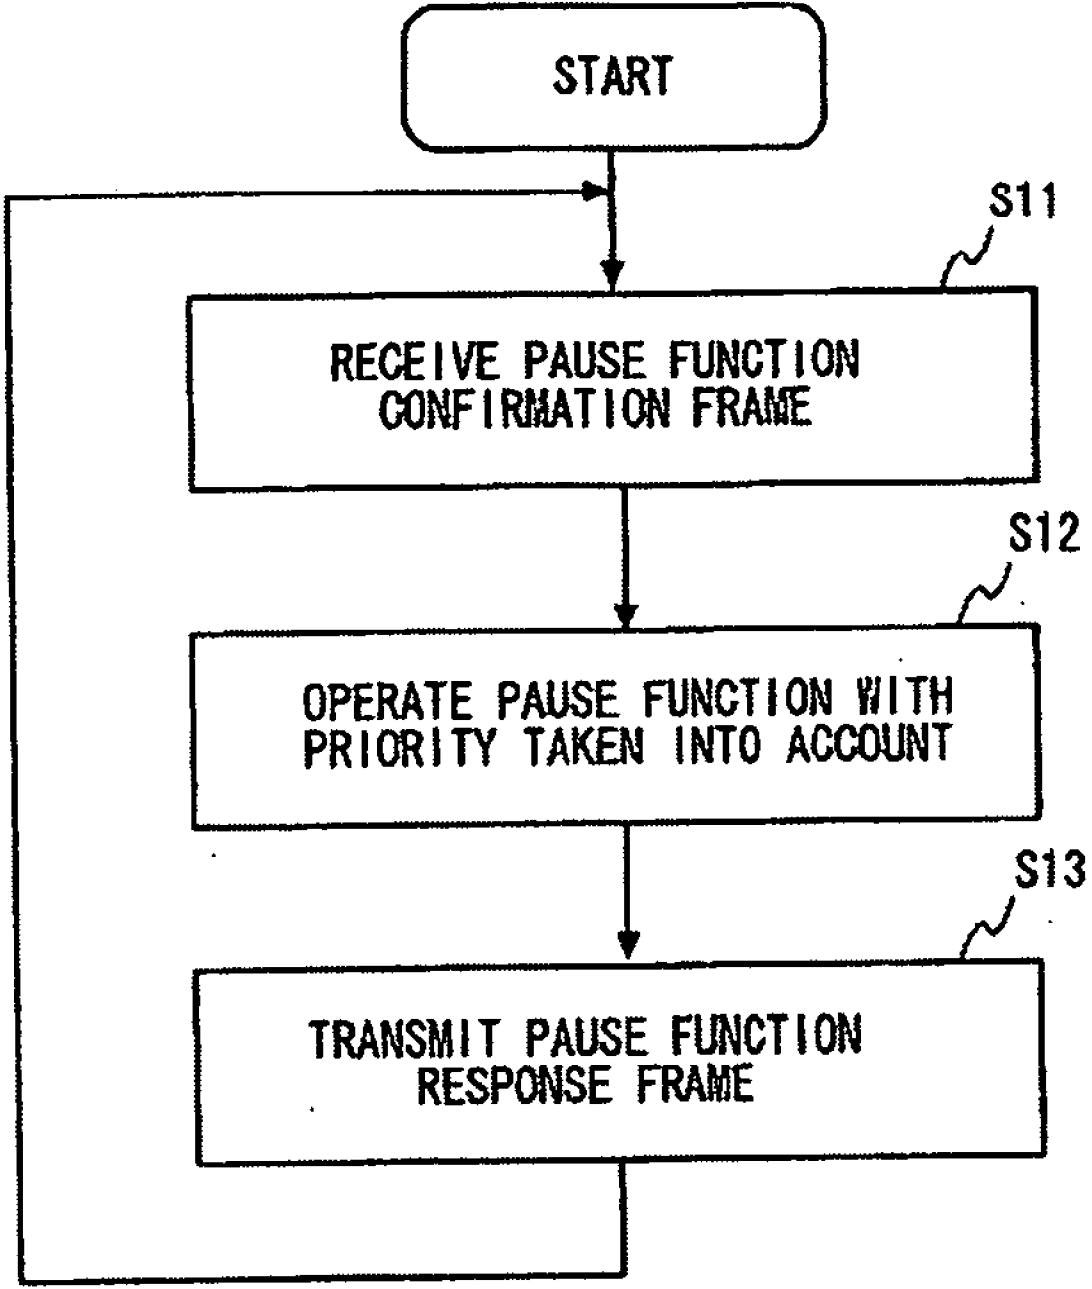 START
S11
RECEIVE PAUSE FUNCTION
CONFIRMATION FRAME
S12
OPERATE PAUSE FUNCTION WITH
PRIORITY TAKEN INTO ACCOUNT
S13
TRANSMIT PAUSE FUNCTION
RESPONSE FRAME